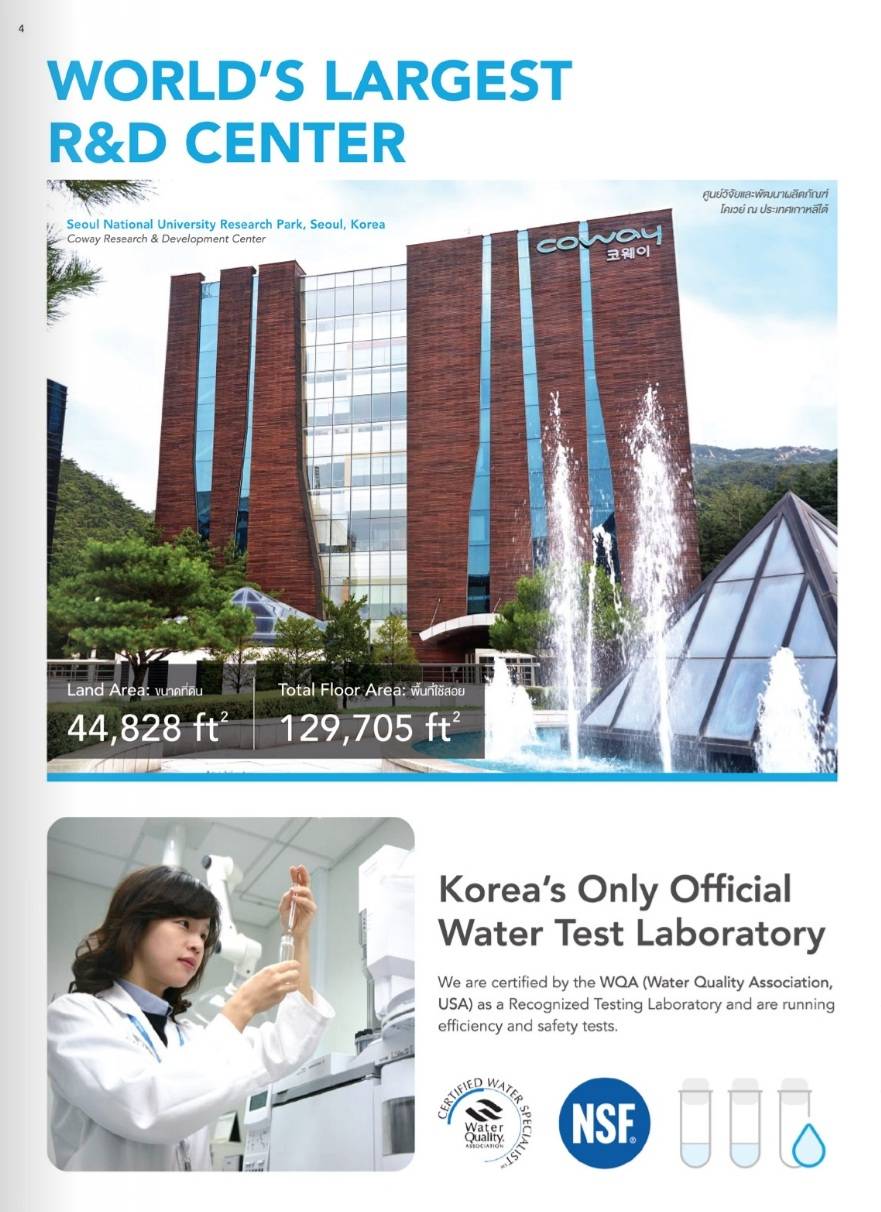 4
WORLD'S LARGEST
R&D CENTER
Seoul National University Research Park, Seoul, Korea
Coway Research & Development Center
ศูนย์วิจัยและพัฒนาผลิตภัณฑ์
โคเวย์ ณ ประเทศเกาหลีใต้
coway
코웨이
Land Area: ขนาดที่ดิน
44,828 ft²
Total Floor Area: พื้นที่ใช้สอย
129,705 ft²
Korea's Only Official
Water Test Laboratory
We are certified by the WQA (Water Quality Association,
USA) as a Recognized Testing Laboratory and are running
efficiency and safety tests.
CERTIFIED WATER SPECIALIST™
Water
Quality
ASSOCIATION
NSF®